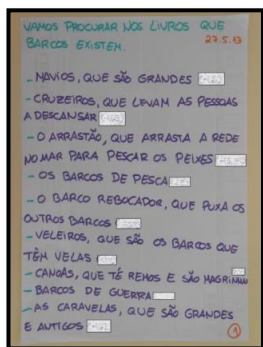 VAMOS PROCURAR NOS LIVROS QUE
BARCOS EXISTEM. 27.5.13
- NAVIOS, QUE SÃO GRANDES
- CRUZEIROS, QUE LEVAM AS PESSOAS
A DESCANSAR
- O ARRASTÃO, QUE ARRASTA A REDE
NO MAR PARA PESCAR OS PEIXES
- OS BARCOS DE PESCA
- O BARCO REBOCADOR, QUE PUXA OS
OUTROS BARCOS
- VELEIROS, QUE SÃO OS BARCOS QUE
TÊM VELAS
- CANOAS, QUE TÊ REMOS E SÃO MAGRINHAS
- BARCOS DE GUERRA
- AS CARAVELAS, QUE SÃO GRANDES
E ANTIGOS
1